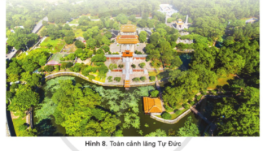 Hình 8. Toàn cảnh lăng Tự Đức